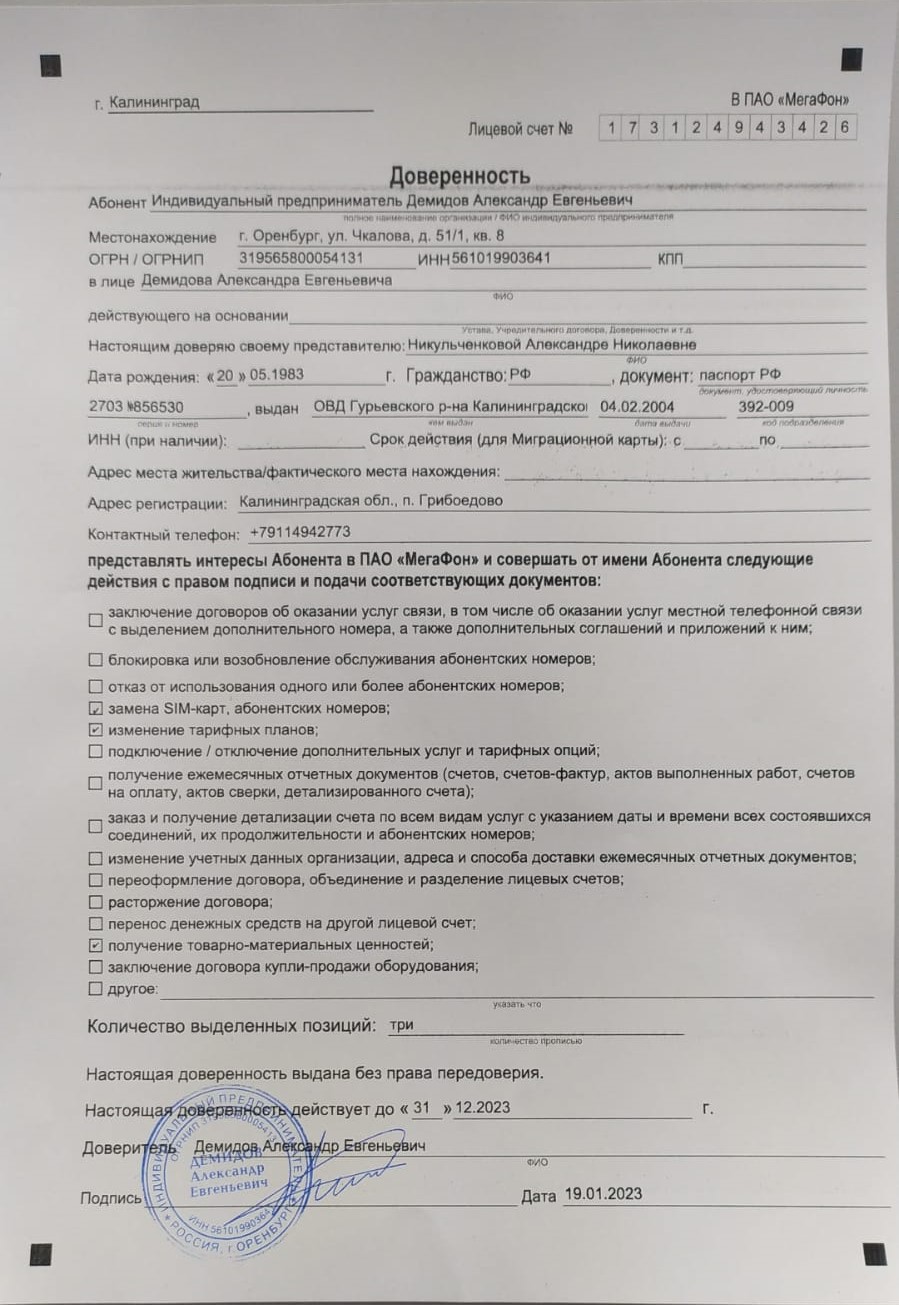 г. Калининград
В ПАО «МегаФон»
Лицевой счет № 173124943426
Доверенность
Абонент Индивидуальный предприниматель Демидов Александр Евгеньевич
полное наименование организации / ФИО индивидуального предпринимателя
Местонахождение г. Оренбург, ул. Чкалова, д. 51/1, кв. 8
ОГРН / ОГРНИП 319565800054131 ИНН 561019903641 КПП
в лице Демидова Александра Евгеньевича
ФИО
действующего на основании
Устава, Учредительного договора, Доверенности и т.д.
Настоящим доверяю своему представителю: Никульченковой Александре Николаевне
ФИО
Дата рождения: « 20 » 05.1983 г. Гражданство: РФ , документ: паспорт РФ
документ, удостоверяющий личность
2703 №856530 , выдан ОВД Гурьевского р-на Калининградско 04.02.2004 392-009
серия и номер кем выдан дата выдачи код подразделения
ИНН (при наличии): Срок действия (для Миграционной карты): с по
Адрес места жительства/фактического места нахождения:
Адрес регистрации: Калининградская обл., п. Грибоедово
Контактный телефон: +79114942773
представлять интересы Абонента в ПАО «МегаФон» и совершать от имени Абонента следующие
действия с правом подписи и подачи соответствующих документов:
☐ заключение договоров об оказании услуг связи, в том числе об оказании услуг местной телефонной связи
с выделением дополнительного номера, а также дополнительных соглашений и приложений к ним;
☐ блокировка или возобновление обслуживания абонентских номеров;
☐ отказ от использования одного или более абонентских номеров;
☑ замена SIM-карт, абонентских номеров;
☑ изменение тарифных планов;
☐ подключение / отключение дополнительных услуг и тарифных опций;
☐ получение ежемесячных отчетных документов (счетов, счетов-фактур, актов выполненных работ, счетов
на оплату, актов сверки, детализированного счета);
☐ заказ и получение детализации счета по всем видам услуг с указанием даты и времени всех состоявшихся
соединений, их продолжительности и абонентских номеров;
☐ изменение учетных данных организации, адреса и способа доставки ежемесячных отчетных документов;
☐ переоформление договора, объединение и разделение лицевых счетов;
☐ расторжение договора;
☐ перенос денежных средств на другой лицевой счет;
☑ получение товарно-материальных ценностей;
☐ заключение договора купли-продажи оборудования;
☐ другое:
указать что
Количество выделенных позиций: три
количество прописью
Настоящая доверенность выдана без права передоверия.
Настоящая доверенность действует до « 31 » 12.2023 г.
Доверитель Демидов Александр Евгеньевич
ФИО
Подпись Дата 19.01.2023
ИНДИВИДУАЛЬНЫЙ ПРЕДПРИНИМАТЕЛЬ
ОГРНИП 319565800054131
ДЕМИДОВ
Александр
Евгеньевич
ИНН 561019903641
РОССИЯ, г.ОРЕНБУРГ